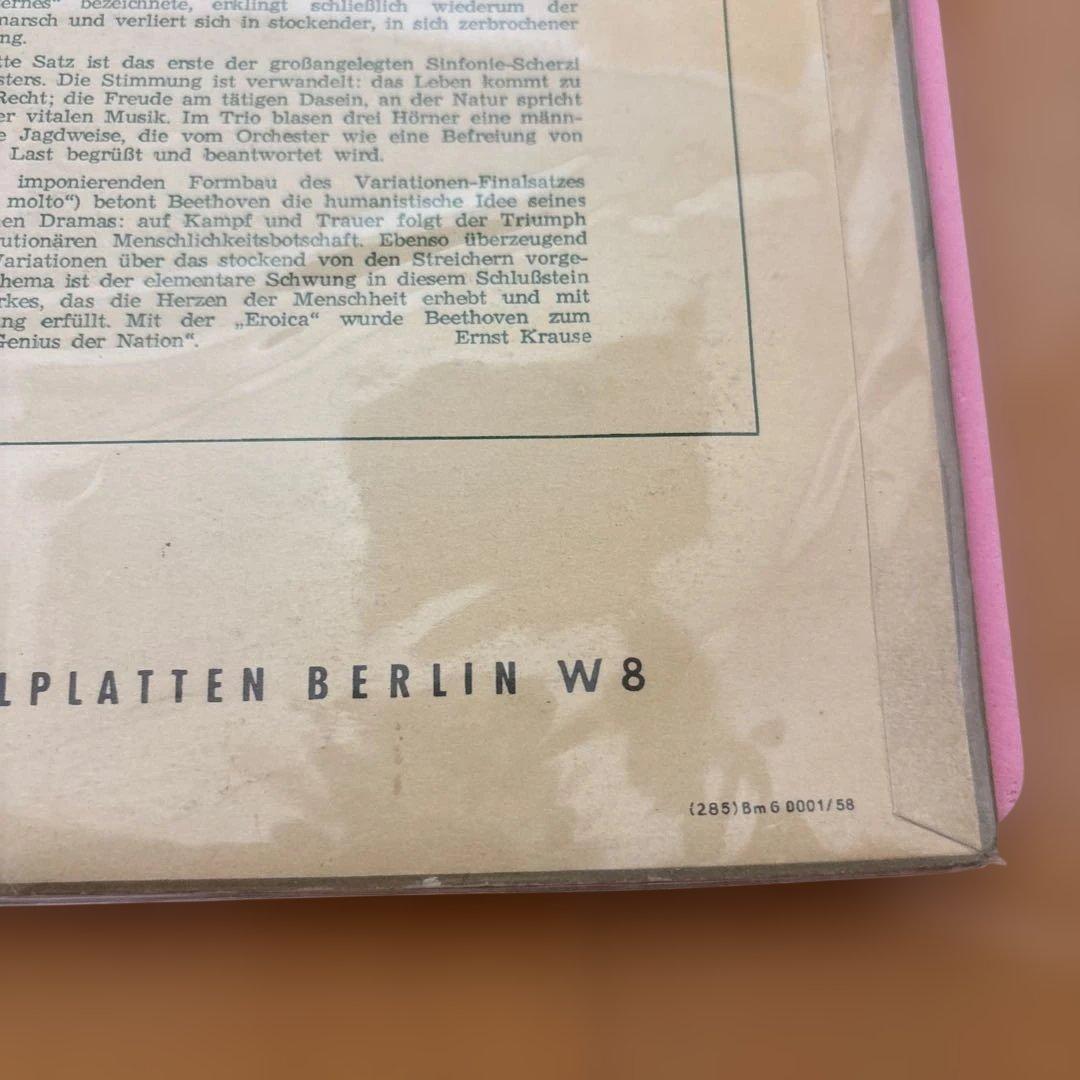 ernes“ bezeichnete, erklingt schließlich wiederum der
marsch und verliert sich in stockender, in sich zerbrochener
ng.
tte Satz ist das erste der großangelegten Sinfonie-Scherzi
sters. Die Stimmung ist verwandelt: das Leben kommt zu
Recht; die Freude am tätigen Dasein, an der Natur spricht
er vitalen Musik. Im Trio blasen drei Hörner eine männ-
e Jagdweise, die vom Orchester wie eine Befreiung von
Last begrüßt und beantwortet wird.
imponierenden Formbau des Variationen-Finalsatzes
molto“) betont Beethoven die humanistische Idee seines
en Dramas: auf Kampf und Trauer folgt der Triumph
utionären Menschlichkeitsbotschaft. Ebenso überzeugend
Variationen über das stockend von den Streichern vorge-
hema ist der elementare Schwung in diesem Schlußstein
rkes, das die Herzen der Menschheit erhebt und mit
ng erfüllt. Mit der „Eroica“ wurde Beethoven zum
Genius der Nation“. Ernst Krause
LPLATTEN BERLIN W 8
(285) Bm G 0001/58